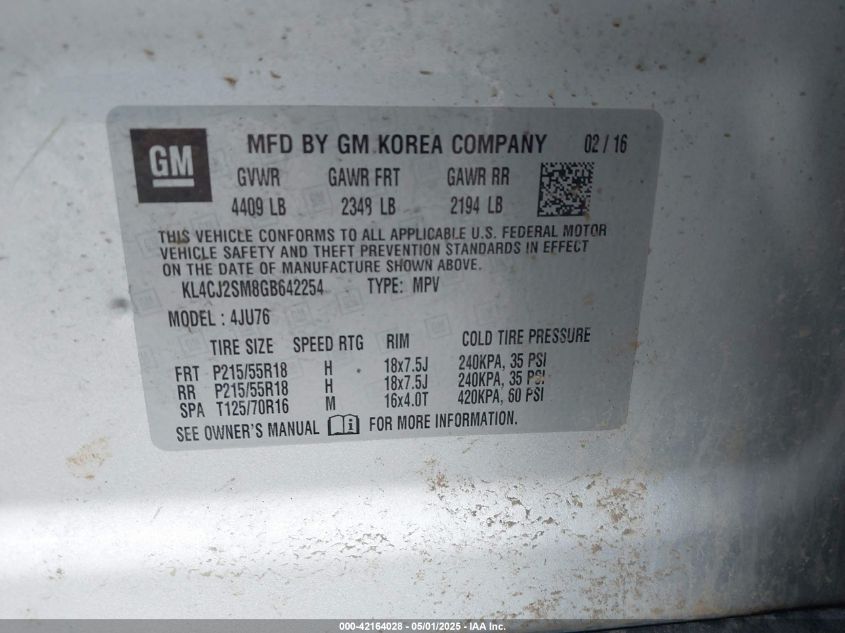 GM
MFD BY GM KOREA COMPANY 02 / 16
GVWR GAWR FRT GAWR RR
4409 LB 2348 LB 2194 LB
THIS VEHICLE CONFORMS TO ALL APPLICABLE U.S. FEDERAL MOTOR
VEHICLE SAFETY AND THEFT PREVENTION STANDARDS IN EFFECT
ON THE DATE OF MANUFACTURE SHOWN ABOVE.
KL4CJ2SM8GB642254 TYPE: MPV
MODEL : 4JU76
TIRE SIZE SPEED RTG RIM COLD TIRE PRESSURE
FRT P215/55R18 H 18x7.5J 240KPA, 35 PSI
RR P215/55R18 H 18x7.5J 240KPA, 35 PSI
SPA T125/70R16 M 16x4.0T 420KPA, 60 PSI
SEE OWNER'S MANUAL FOR MORE INFORMATION.
000-42164028 - 05/01/2025 - IAA Inc.